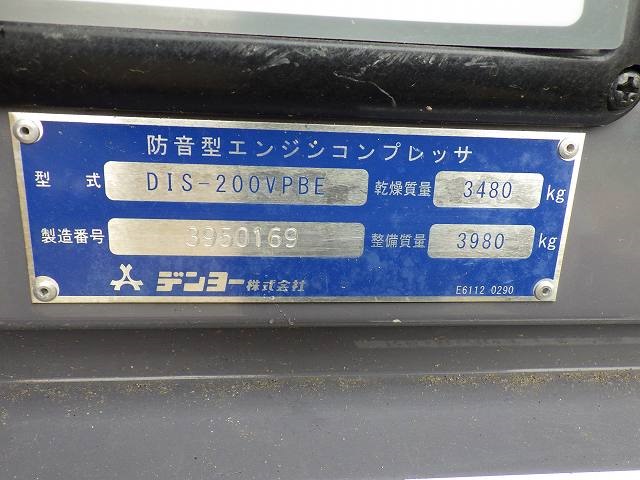 防音型エンジンコンプレッサ
型式 DIS-200VPBE 乾燥質量 3480 kg
製造番号 3950169 整備質量 3980 kg
デンヨー株式会社 E6112 0290